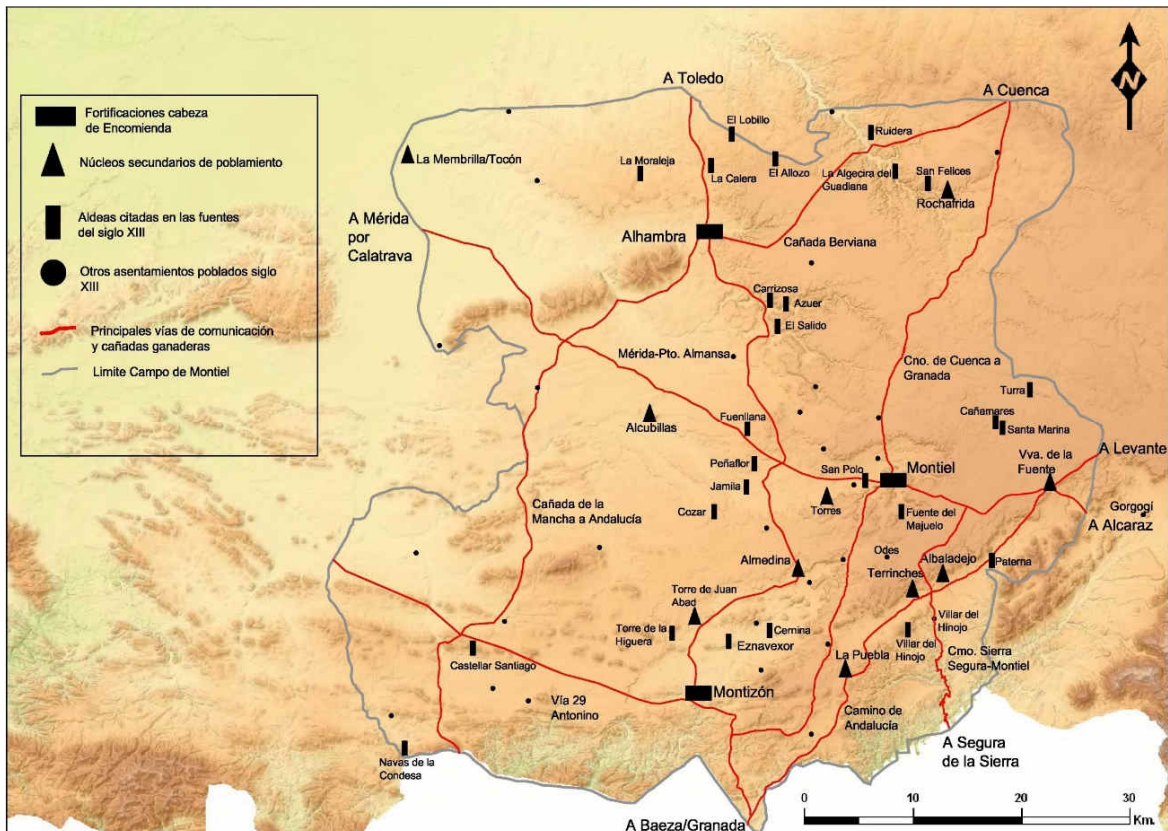 Fortificaciones cabeza
de Encomienda
Núcleos secundarios de poblamiento
Aldeas citadas en las fuentes
del siglo XIII
Otros asentamientos poblados siglo
XIII
Principales vías de comunicación
y cañadas ganaderas
Limite Campo de Montiel
A Toledo
A Cuenca
N
El Lobillo
Ruidera
La Membrilla/Tocón
La Moraleja
La Calera
El Allozo
La Algecira del
Guadiana
San Felices
Rochafrida
A Mérida
por
Calatrava
Alhambra
Cañada Berviana
Carrizosa
Azuer
El Salido
Mérida-Pto. Almansa
Cno. de Cuenca a
Granada
Turra
Cañamares
Santa Marina
Alcubillas
Fuenllana
Peñaflor
Jamila
Cozar
San Polo
Montiel
Torres
Fuente del
Majuelo
Vva. de la
Fuente
A Levante
Gorgogí
A Alcaraz
Cañada de la
Mancha a Andalucía
Almedina
Odes
Albaladejo
Terrinches
Paterna
Torre de Juan
Abad
Torre de la
Higuera
Cernina
Eznavexor
Villar del
Hinojo
Villar del
Hinojo
La Puebla
Cmo. Sierra
Segura-Montiel
Castellar Santiago
Montizón
Vía 29
Antonino
Camino de
Andalucía
Navas de la
Condesa
A Segura
de la Sierra
A Baeza/Granada
0 10 20 30
Km.